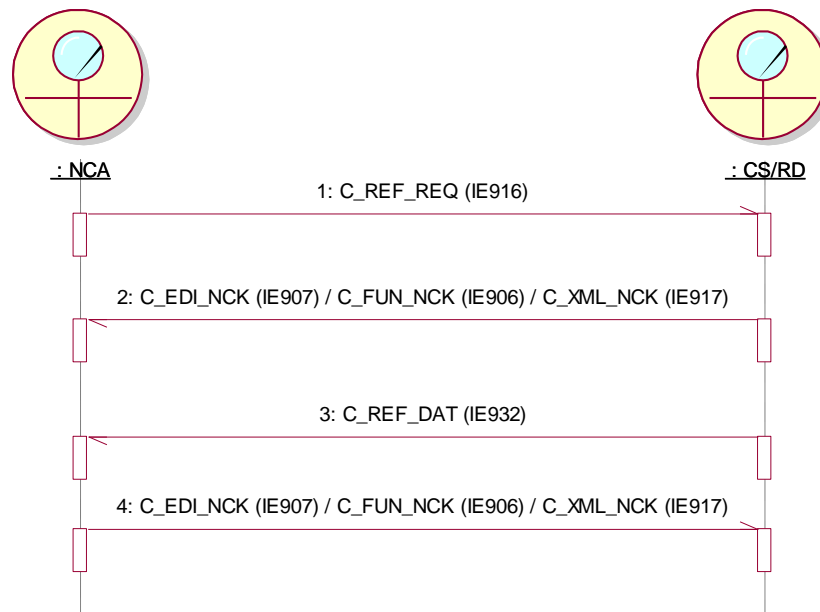 : NCA
: CS/RD
1: C_REF_REQ (IE916)
2: C_EDI_NCK (IE907) / C_FUN_NCK (IE906) / C_XML_NCK (IE917)
3: C_REF_DAT (IE932)
4: C_EDI_NCK (IE907) / C_FUN_NCK (IE906) / C_XML_NCK (IE917)